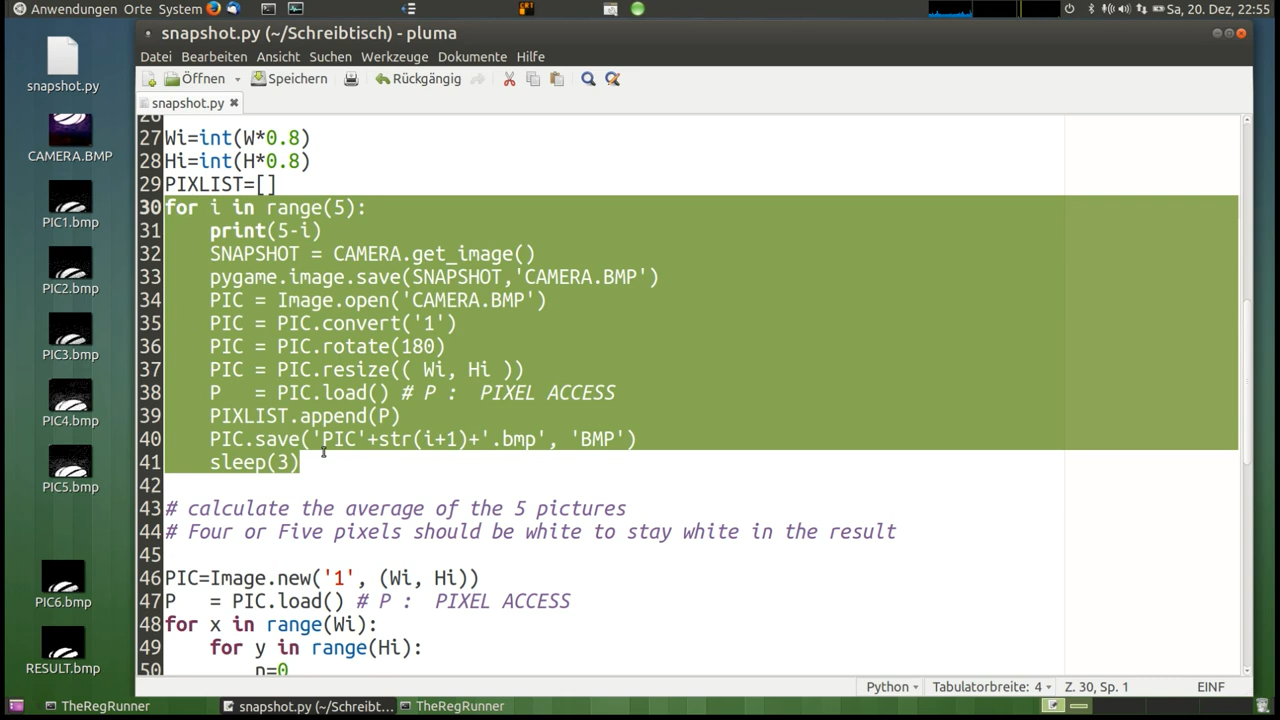 Anwendungen Orte System
Sa, 20. Dez, 22:55
snapshot.py (~/Schreibtisch) - pluma
Datei Bearbeiten Ansicht Suchen Werkzeuge Dokumente Hilfe
Öffnen Speichern Rückgängig
snapshot.py
snapshot.py
CAMERA.BMP
PIC1.bmp
PIC2.bmp
PIC3.bmp
PIC4.bmp
PIC5.bmp
PIC6.bmp
RESULT.bmp
26
27 Wi=int(W*0.8)
28 Hi=int(H*0.8)
29 PIXLIST=[]
30 for i in range(5):
31 print(5-i)
32 SNAPSHOT = CAMERA.get_image()
33 pygame.image.save(SNAPSHOT,'CAMERA.BMP')
34 PIC = Image.open('CAMERA.BMP')
35 PIC = PIC.convert('1')
36 PIC = PIC.rotate(180)
37 PIC = PIC.resize(( Wi, Hi ))
38 P = PIC.load() # P : PIXEL ACCESS
39 PIXLIST.append(P)
40 PIC.save('PIC'+str(i+1)+'.bmp', 'BMP')
41 sleep(3)
42
43 # calculate the average of the 5 pictures
44 # Four or Five pixels should be white to stay white in the result
45
46 PIC=Image.new('1', (Wi, Hi))
47 P = PIC.load() # P : PIXEL ACCESS
48 for x in range(Wi):
49 for y in range(Hi):
50 n=0
Python Tabulatorbreite: 4 Z. 30, Sp. 1 EINF
TheRegRunner snapshot.py (~/Schreibt... TheRegRunner